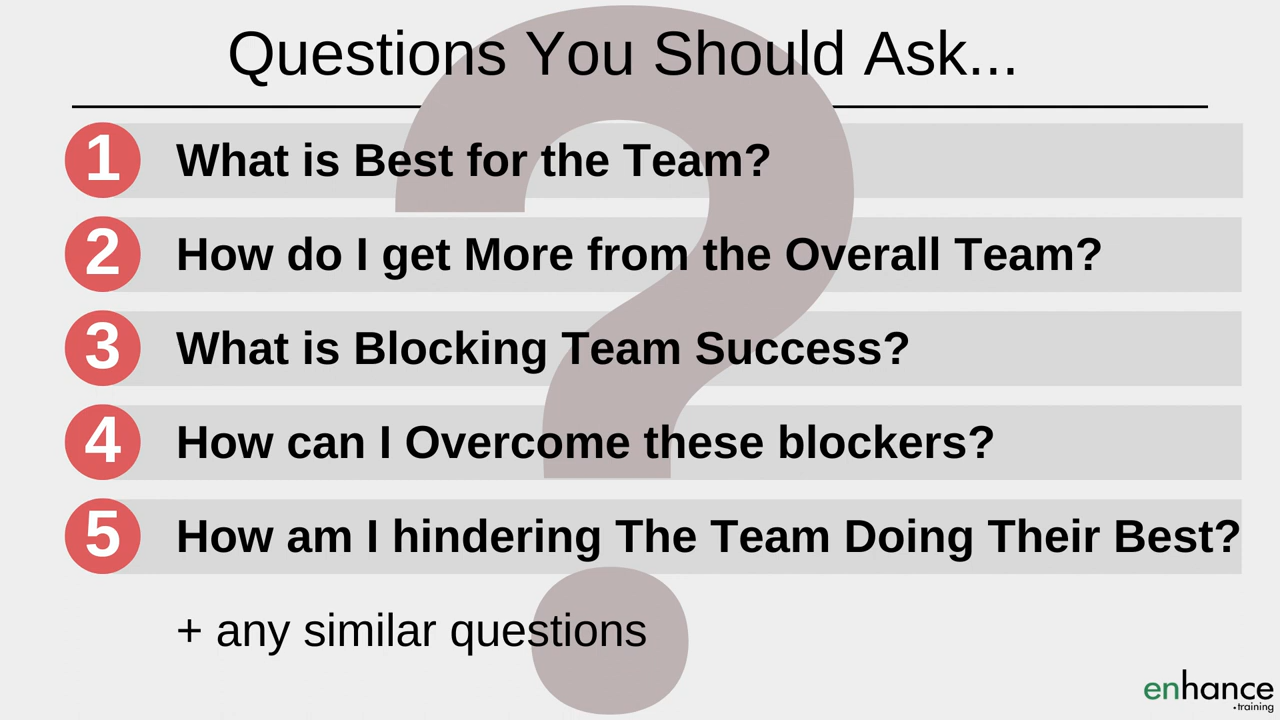 Questions You Should Ask...
1 What is Best for the Team?
2 How do I get More from the Overall Team?
3 What is Blocking Team Success?
4 How can I Overcome these blockers?
5 How am I hindering The Team Doing Their Best?
+ any similar questions
enhance
•training